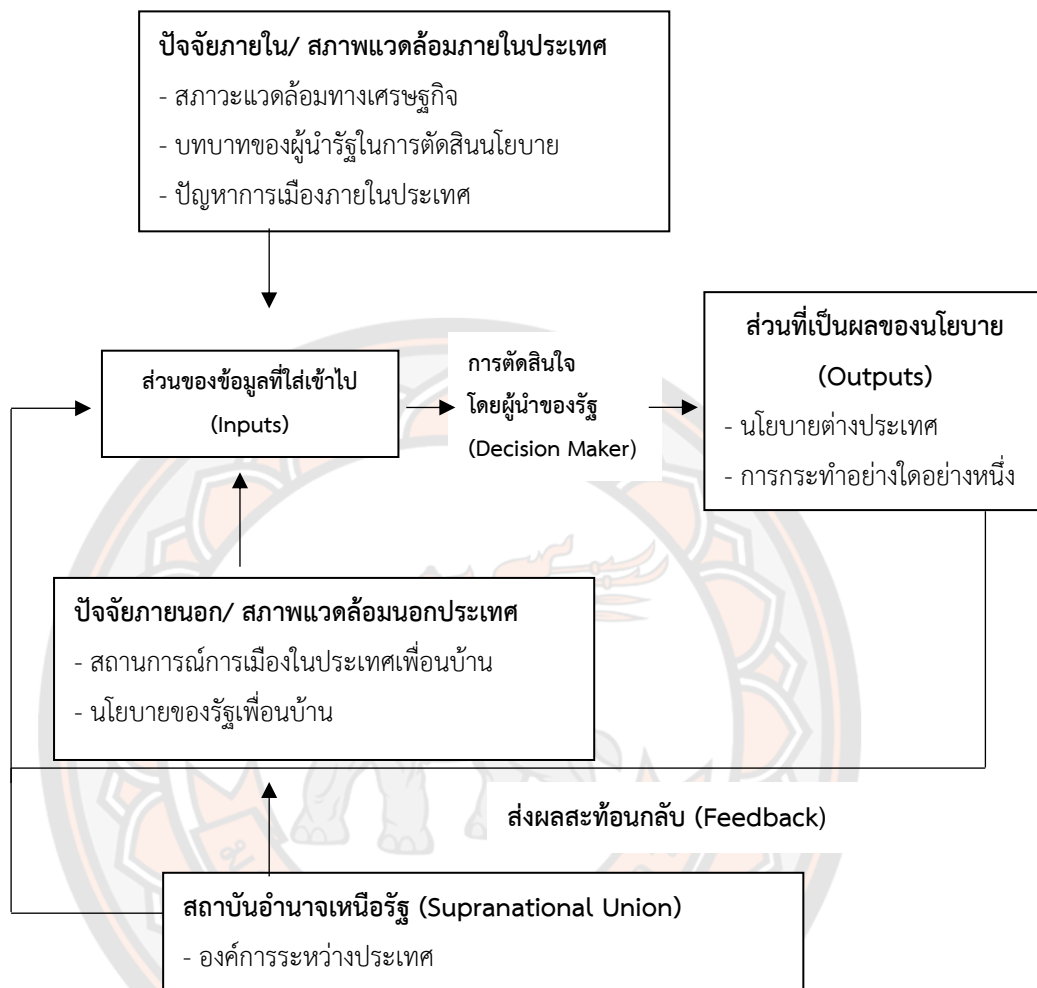 ปัจจัยภายใน/ สภาพแวดล้อมภายในประเทศ
- สภาวะแวดล้อมทางเศรษฐกิจ
- บทบาทของผู้นำรัฐในการตัดสินนโยบาย
- ปัญหาการเมืองภายในประเทศ
ส่วนของข้อมูลที่ใส่เข้าไป
(Inputs)
การตัดสินใจ
โดยผู้นำของรัฐ
(Decision Maker)
ส่วนที่เป็นผลของนโยบาย
(Outputs)
- นโยบายต่างประเทศ
- การกระทำอย่างใดอย่างหนึ่ง
ปัจจัยภายนอก/ สภาพแวดล้อมนอกประเทศ
- สถานการณ์การเมืองในประเทศเพื่อนบ้าน
- นโยบายของรัฐเพื่อนบ้าน
ส่งผลสะท้อนกลับ (Feedback)
สถาบันอำนาจเหนือรัฐ (Supranational Union)
- องค์การระหว่างประเทศ